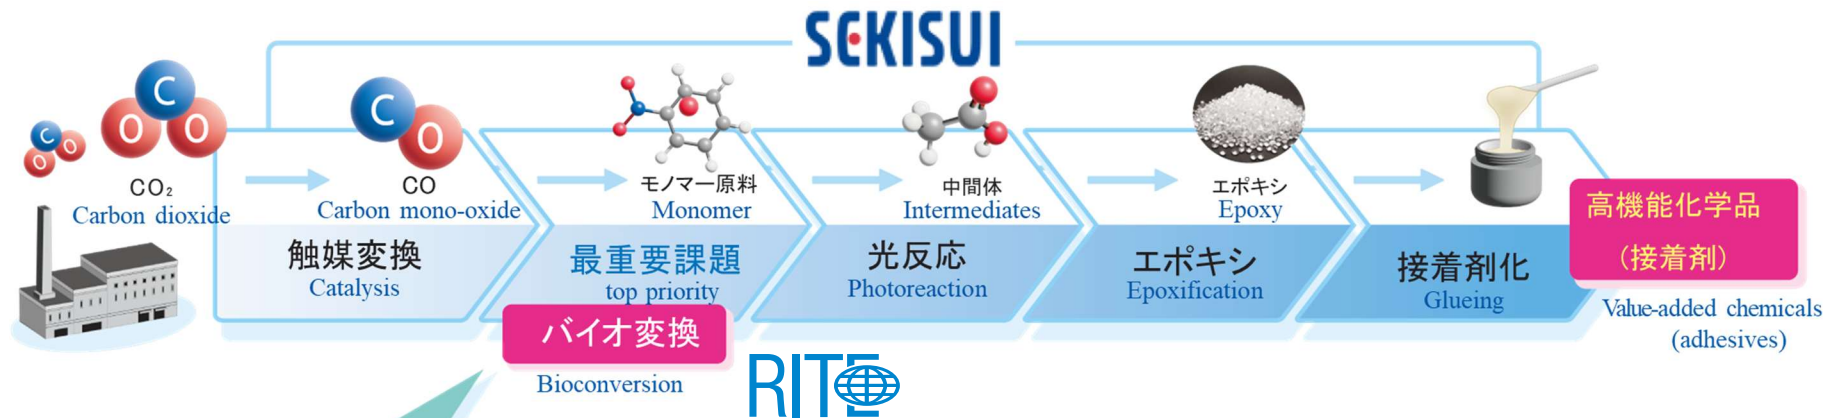 SEKISUI
C
O
O
C
O
O
C
O
CO₂
Carbon dioxide
CO
Carbon mono-oxide
モノマー原料
Monomer
中間体
Intermediates
エポキシ
Epoxy
触媒変換
Catalysis
最重要課題
top priority
バイオ変換
Bioconversion
RITE
光反応
Photoreaction
エポキシ
Epoxification
接着剤化
Glueing
高機能化学品
（接着剤）
Value-added chemicals
(adhesives)